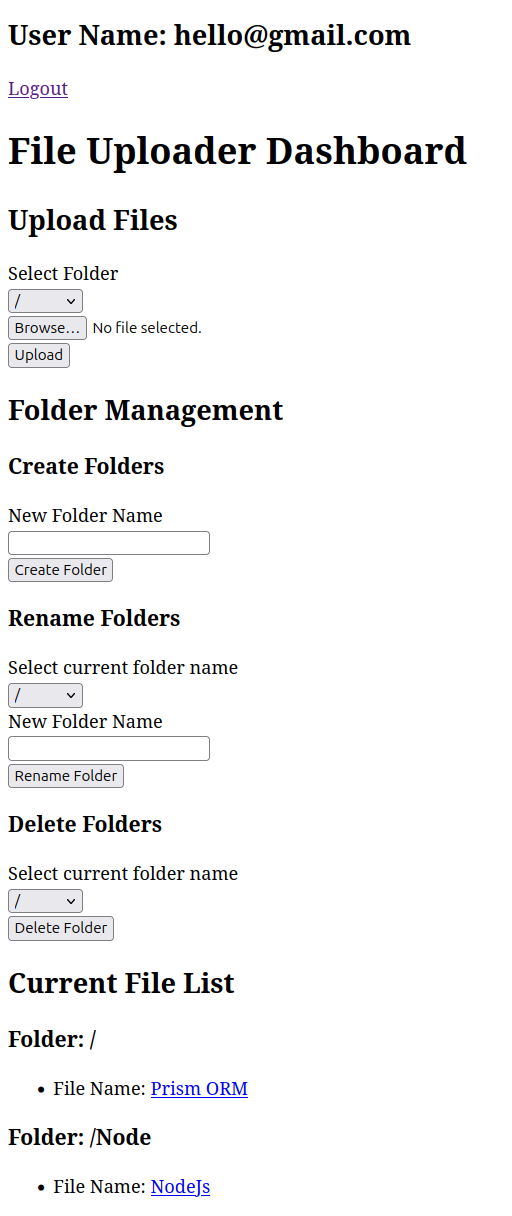 User Name: hello@gmail.com
Logout
File Uploader Dashboard
Upload Files
Select Folder
/
Browse... No file selected.
Upload
Folder Management
Create Folders
New Folder Name
Create Folder
Rename Folders
Select current folder name
/
New Folder Name
Rename Folder
Delete Folders
Select current folder name
/
Delete Folder
Current File List
Folder: /
• File Name: Prism ORM
Folder: /Node
• File Name: NodeJs